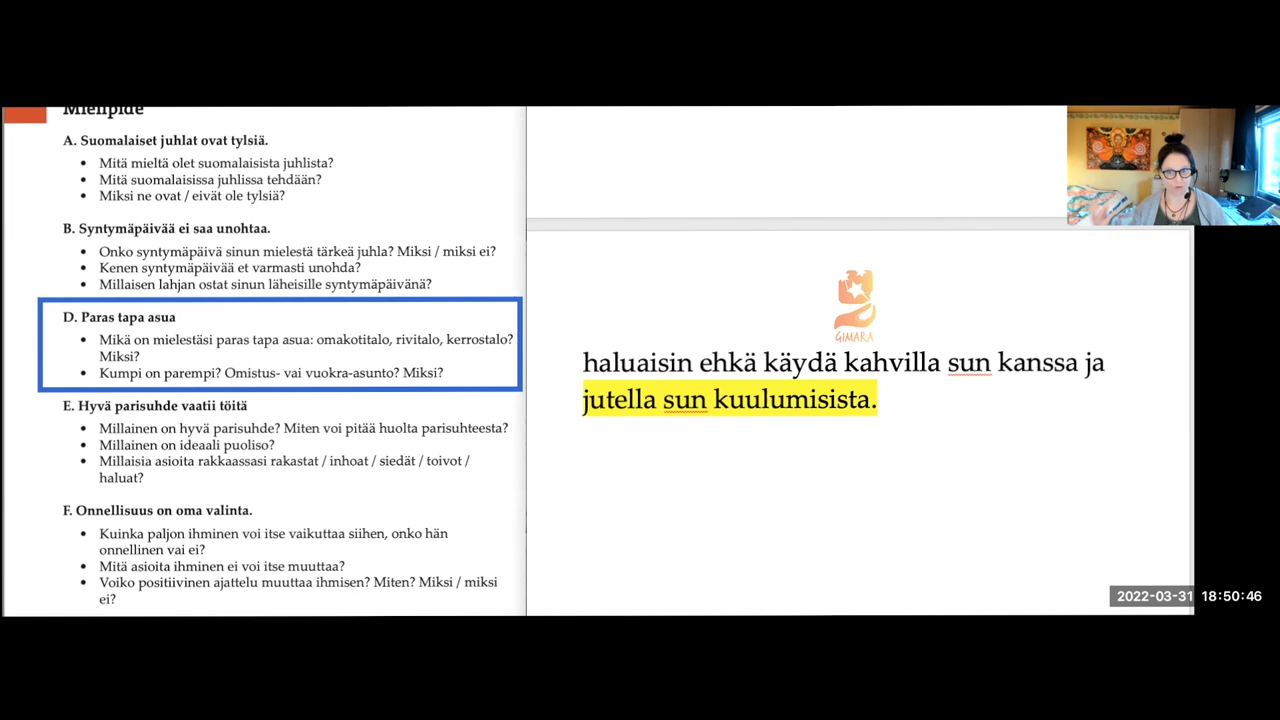 Mielipide
A. Suomalaiset juhlat ovat tylsiä.
• Mitä mieltä olet suomalaisista juhlista?
• Mitä suomalaisissa juhlissa tehdään?
• Miksi ne ovat / eivät ole tylsiä?
B. Syntymäpäivää ei saa unohtaa.
• Onko syntymäpäivä sinun mielestä tärkeä juhla? Miksi / miksi ei?
• Kenen syntymäpäivää et varmasti unohda?
• Millaisen lahjan ostat sinun läheisille syntymäpäivänä?
D. Paras tapa asua
• Mikä on mielestäsi paras tapa asua: omakotitalo, rivitalo, kerrostalo?
Miksi?
• Kumpi on parempi? Omistus- vai vuokra-asunto? Miksi?
E. Hyvä parisuhde vaatii töitä
• Millainen on hyvä parisuhde? Miten voi pitää huolta parisuhteesta?
• Millainen on ideaali puoliso?
• Millaisia asioita rakkaassasi rakastat / inhoat / siedät / toivot /
haluat?
F. Onnellisuus on oma valinta.
• Kuinka paljon ihminen voi itse vaikuttaa siihen, onko hän
onnellinen vai ei?
• Mitä asioita ihminen ei voi itse muuttaa?
• Voiko positiivinen ajattelu muuttaa ihmisen? Miten? Miksi / miksi
ei?
GIMARA
haluaisin ehkä käydä kahvilla sun kanssa ja
jutella sun kuulumisista.
2022-03-31 18:50:46